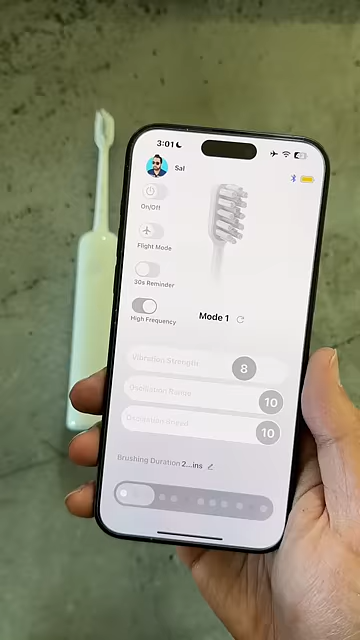 3:01
Sal
On/Off
Flight Mode
30s Reminder
High Frequency
Mode 1
Vibration Strength
8
Oscillation Range
10
Oscillation Speed
10
Brushing Duration 2...ins